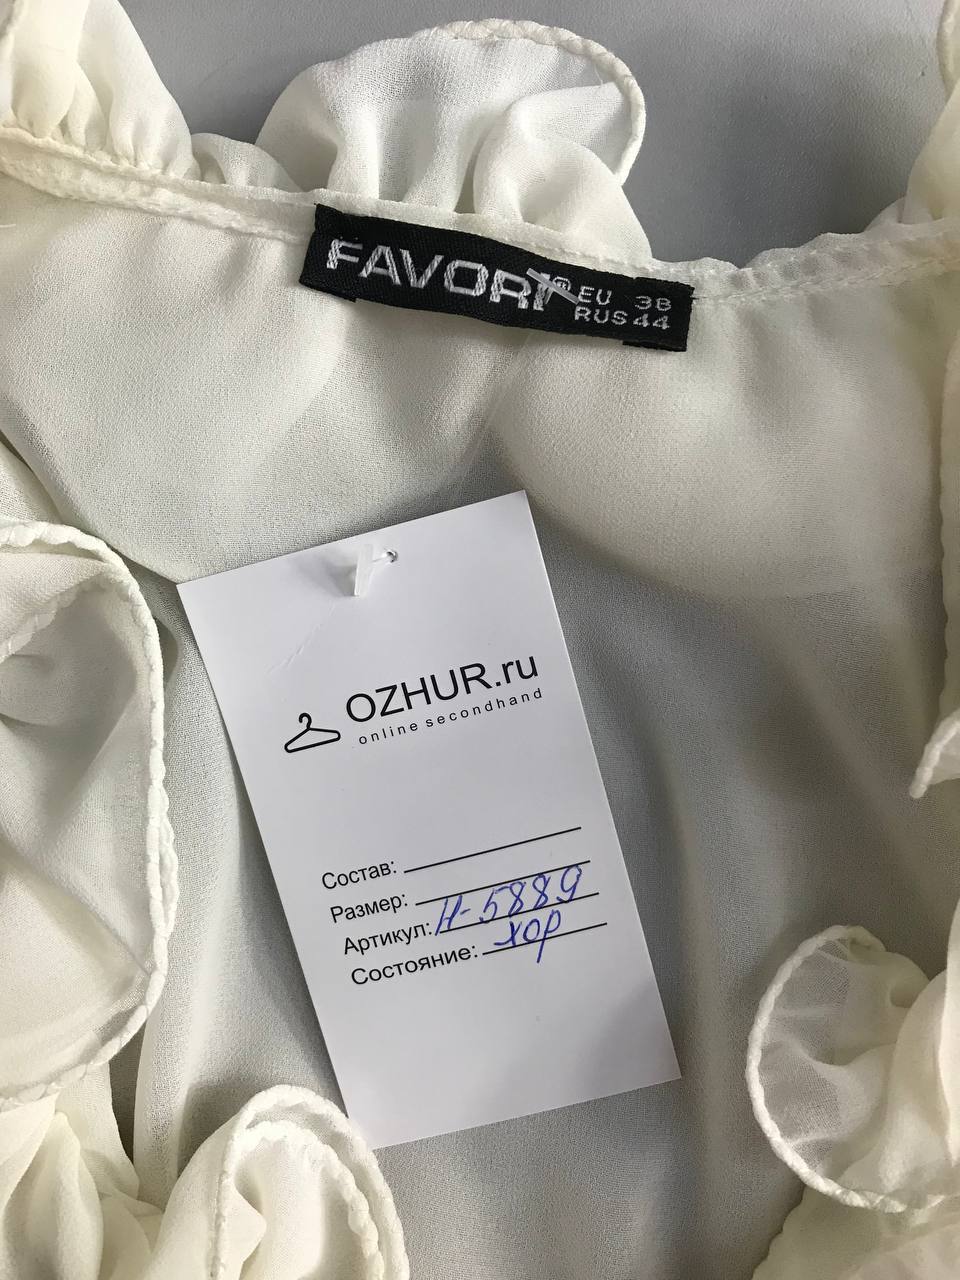 FAVORI®
EU 38
RUS 44
OZHUR.ru
online secondhand
Состав:
Размер:
Артикул: Н-5889
Состояние: хор